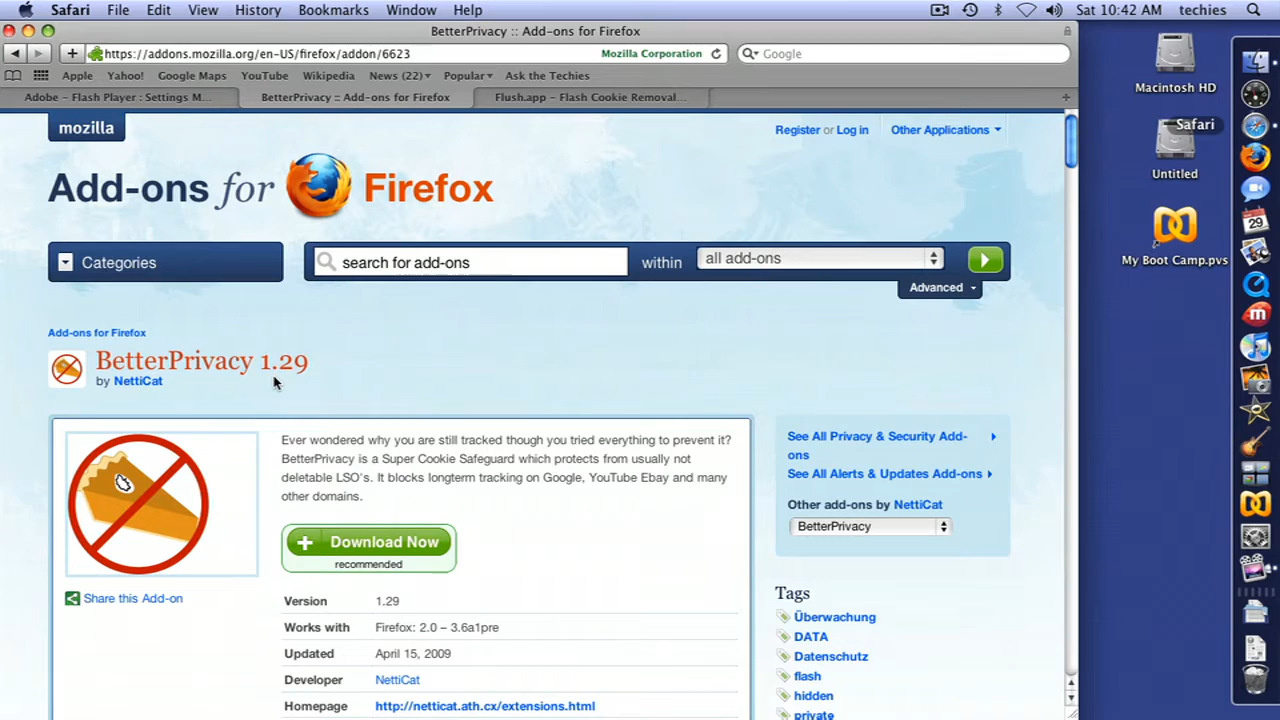 Safari File Edit View History Bookmarks Window Help Sat 10:42 AM techies
BetterPrivacy :: Add-ons for Firefox
https://addons.mozilla.org/en-US/firefox/addon/6623 Mozilla Corporation Google
Apple Yahoo! Google Maps YouTube Wikipedia News (22) Popular Ask the Techies
Adobe – Flash Player : Settings M... BetterPrivacy :: Add-ons for Firefox Flush.app – Flash Cookie Removal...
Macintosh HD
Safari
Untitled
My Boot Camp.pvs
29
mozilla
Register or Log in Other Applications
Add-ons for Firefox
Categories search for add-ons within all add-ons
Advanced
Add-ons for Firefox
BetterPrivacy 1.29
by NettiCat
Ever wondered why you are still tracked though you tried everything to prevent it?
BetterPrivacy is a Super Cookie Safeguard which protects from usually not
deletable LSO's. It blocks longterm tracking on Google, YouTube Ebay and many
other domains.
+ Download Now
recommended
Share this Add-on
Version 1.29
Works with Firefox: 2.0 – 3.6a1pre
Updated April 15, 2009
Developer NettiCat
Homepage http://netticat.ath.cx/extensions.html
See All Privacy & Security Add-
ons
See All Alerts & Updates Add-ons
Other add-ons by NettiCat
BetterPrivacy
Tags
Überwachung
DATA
Datenschutz
flash
hidden
private